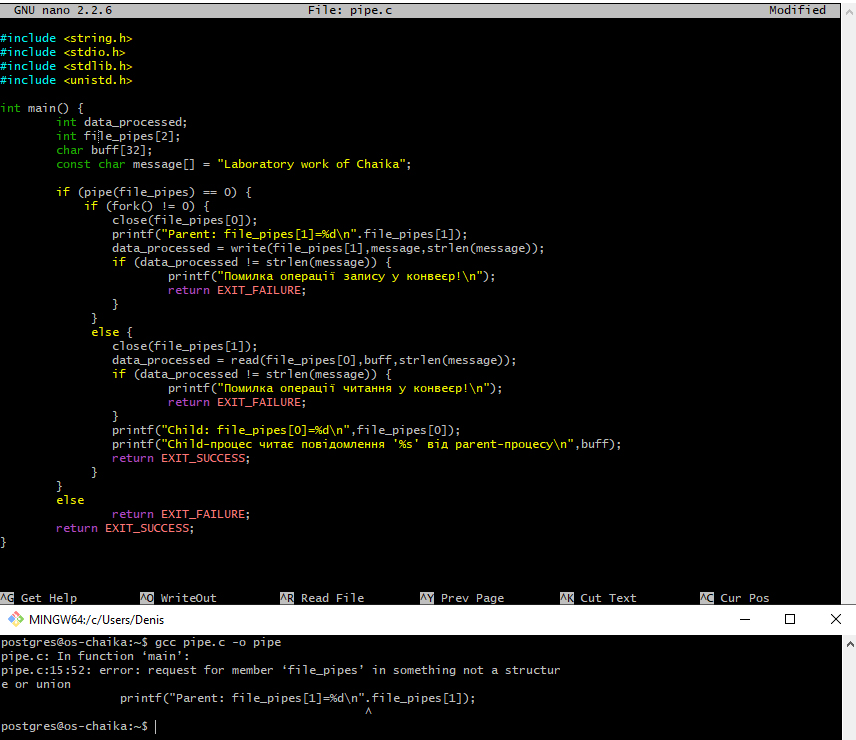 GNU nano 2.2.6 File: pipe.c Modified
#include <string.h>
#include <stdio.h>
#include <stdlib.h>
#include <unistd.h>
int main() {
int data_processed;
int file_pipes[2];
char buff[32];
const char message[] = "Laboratory work of Chaika";
if (pipe(file_pipes) == 0) {
if (fork() != 0) {
close(file_pipes[0]);
printf("Parent: file_pipes[1]=%d\n".file_pipes[1]);
data_processed = write(file_pipes[1],message,strlen(message));
if (data_processed != strlen(message)) {
printf("Помилка операції запису у конвеєр!\n");
return EXIT_FAILURE;
}
}
else {
close(file_pipes[1]);
data_processed = read(file_pipes[0],buff,strlen(message));
if (data_processed != strlen(message)) {
printf("Помилка операції читання у конвеєр!\n");
return EXIT_FAILURE;
}
printf("Child: file_pipes[0]=%d\n",file_pipes[0]);
printf("Child-процес читає повідомлення '%s' від parent-процесу\n",buff);
return EXIT_SUCCESS;
}
}
else
return EXIT_FAILURE;
return EXIT_SUCCESS;
}
^G Get Help ^O WriteOut ^R Read File ^Y Prev Page ^K Cut Text ^C Cur Pos
MINGW64:/c/Users/Denis
postgres@os-chaika:~$ gcc pipe.c -o pipe
pipe.c: In function ‘main’:
pipe.c:15:52: error: request for member ‘file_pipes’ in something not a structur
e or union
printf("Parent: file_pipes[1]=%d\n".file_pipes[1]);
^
postgres@os-chaika:~$